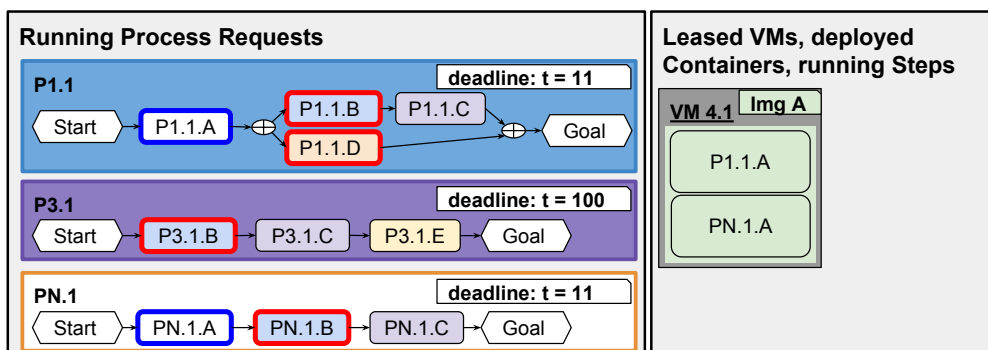 Running Process Requests
P1.1
deadline: t = 11
Start
P1.1.A
P1.1.B
P1.1.C
P1.1.D
Goal
P3.1
deadline: t = 100
Start
P3.1.B
P3.1.C
P3.1.E
Goal
PN.1
deadline: t = 11
Start
PN.1.A
PN.1.B
PN.1.C
Goal
Leased VMs, deployed
Containers, running Steps
VM 4.1
Img A
P1.1.A
PN.1.A